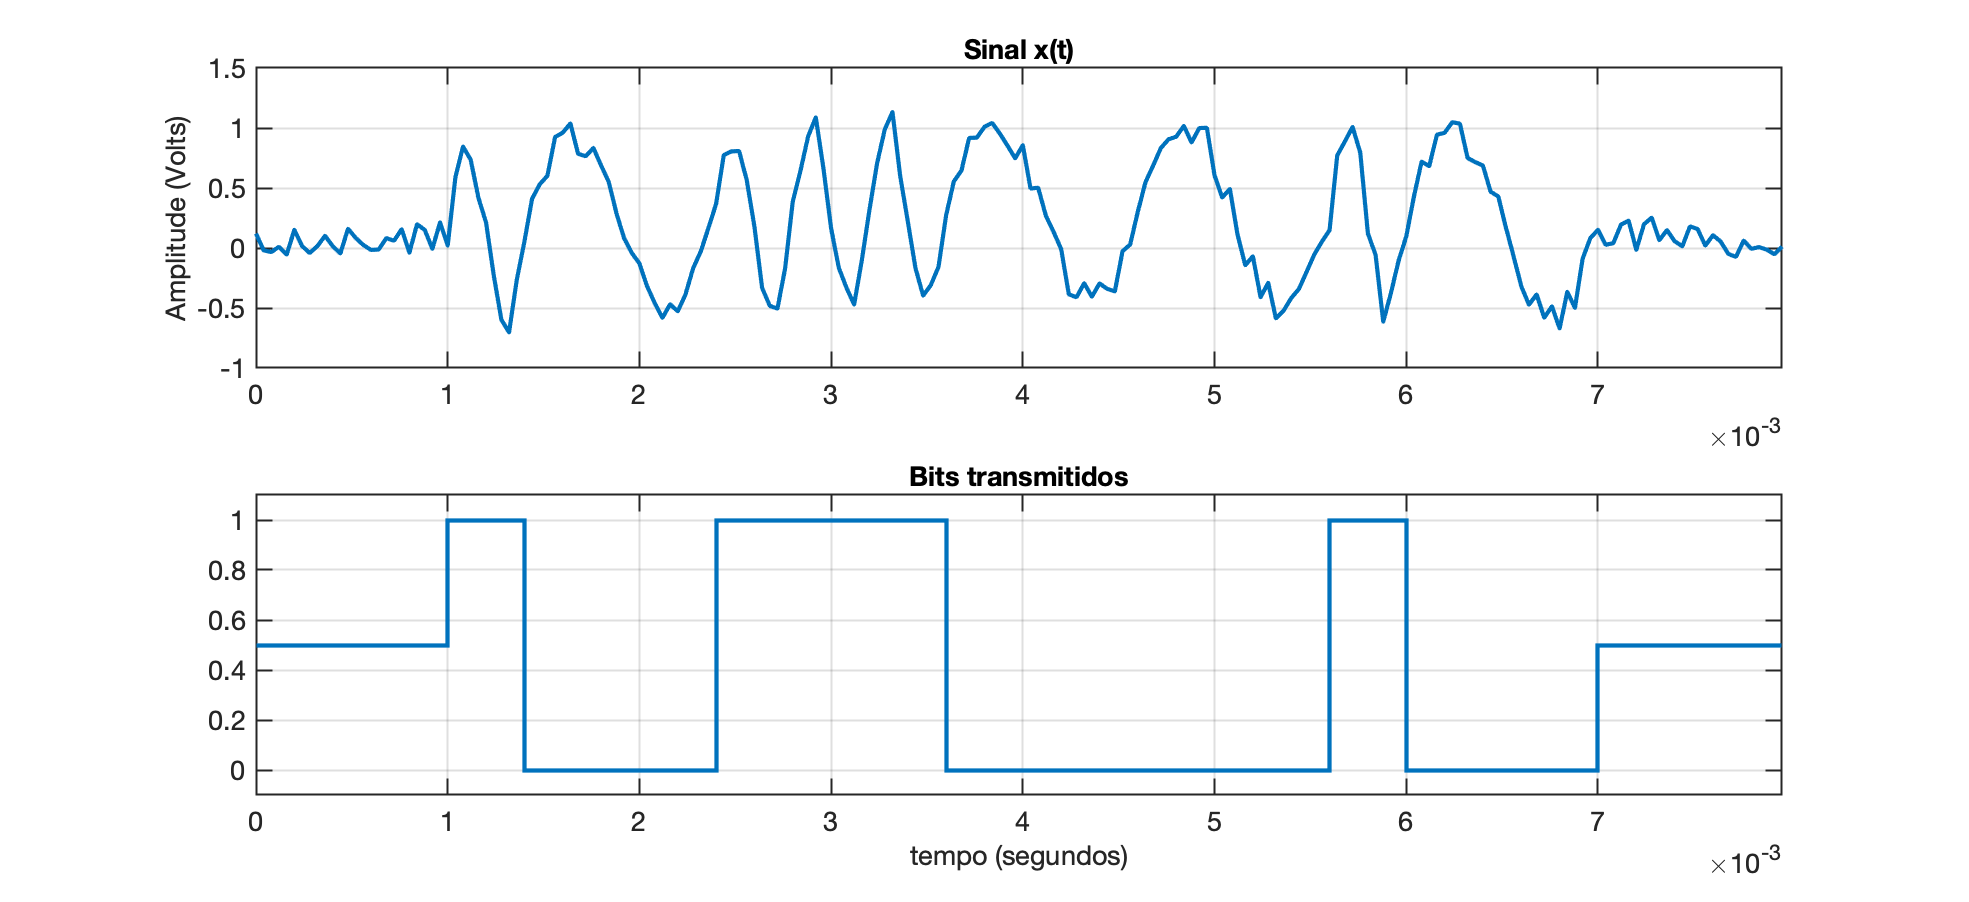 Sinal x(t)
Amplitude (Volts)
1.5
1
0.5
0
-0.5
-1
0 1 2 3 4 5 6 7
×10-3
Bits transmitidos
1
0.8
0.6
0.4
0.2
0
0 1 2 3 4 5 6 7
tempo (segundos)
×10-3